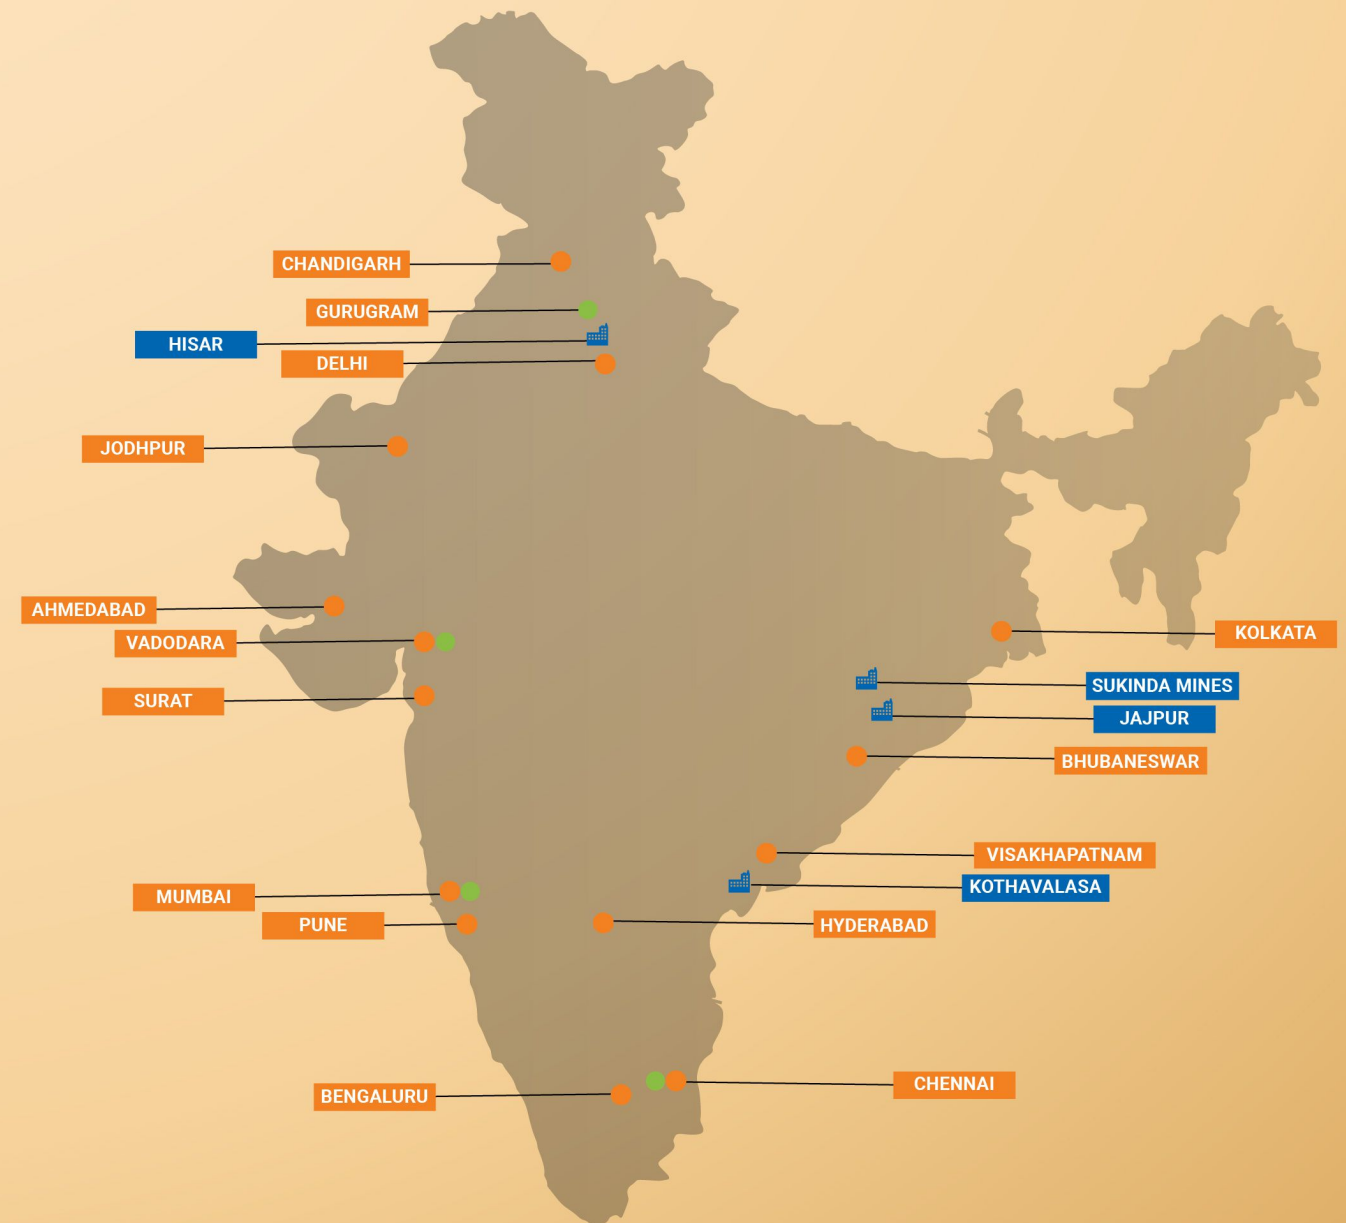 CHANDIGARH
GURUGRAM
HISAR
DELHI
JODHPUR
AHMEDABAD
VADODARA
SURAT
MUMBAI
PUNE
BENGALURU
KOLKATA
SUKINDA MINES
JAJPUR
BHUBANESWAR
VISAKHAPATNAM
KOTHAVALASA
HYDERABAD
CHENNAI